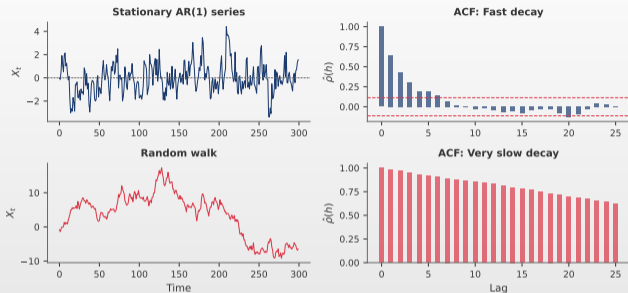 Stationary AR(1) series
X_t
4
2
0
−2
0 50 100 150 200 250 300
ACF: Fast decay
ρ̂(h)
1.00
0.75
0.50
0.25
0.00
0 5 10 15 20 25
Random walk
X_t
10
0
−10
0 50 100 150 200 250 300
Time
ACF: Very slow decay
ρ̂(h)
1.00
0.75
0.50
0.25
0.00
0 5 10 15 20 25
Lag